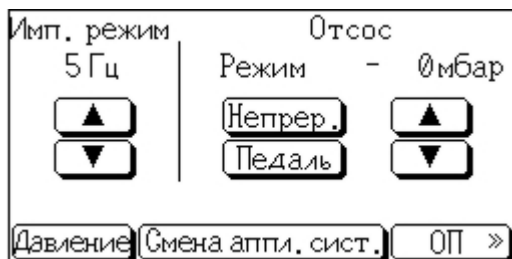 Имп. режим Отсос
5 Гц Режим - 0мбар
Непрер.
Педаль
Давление Смена аппл. сист. ОП »